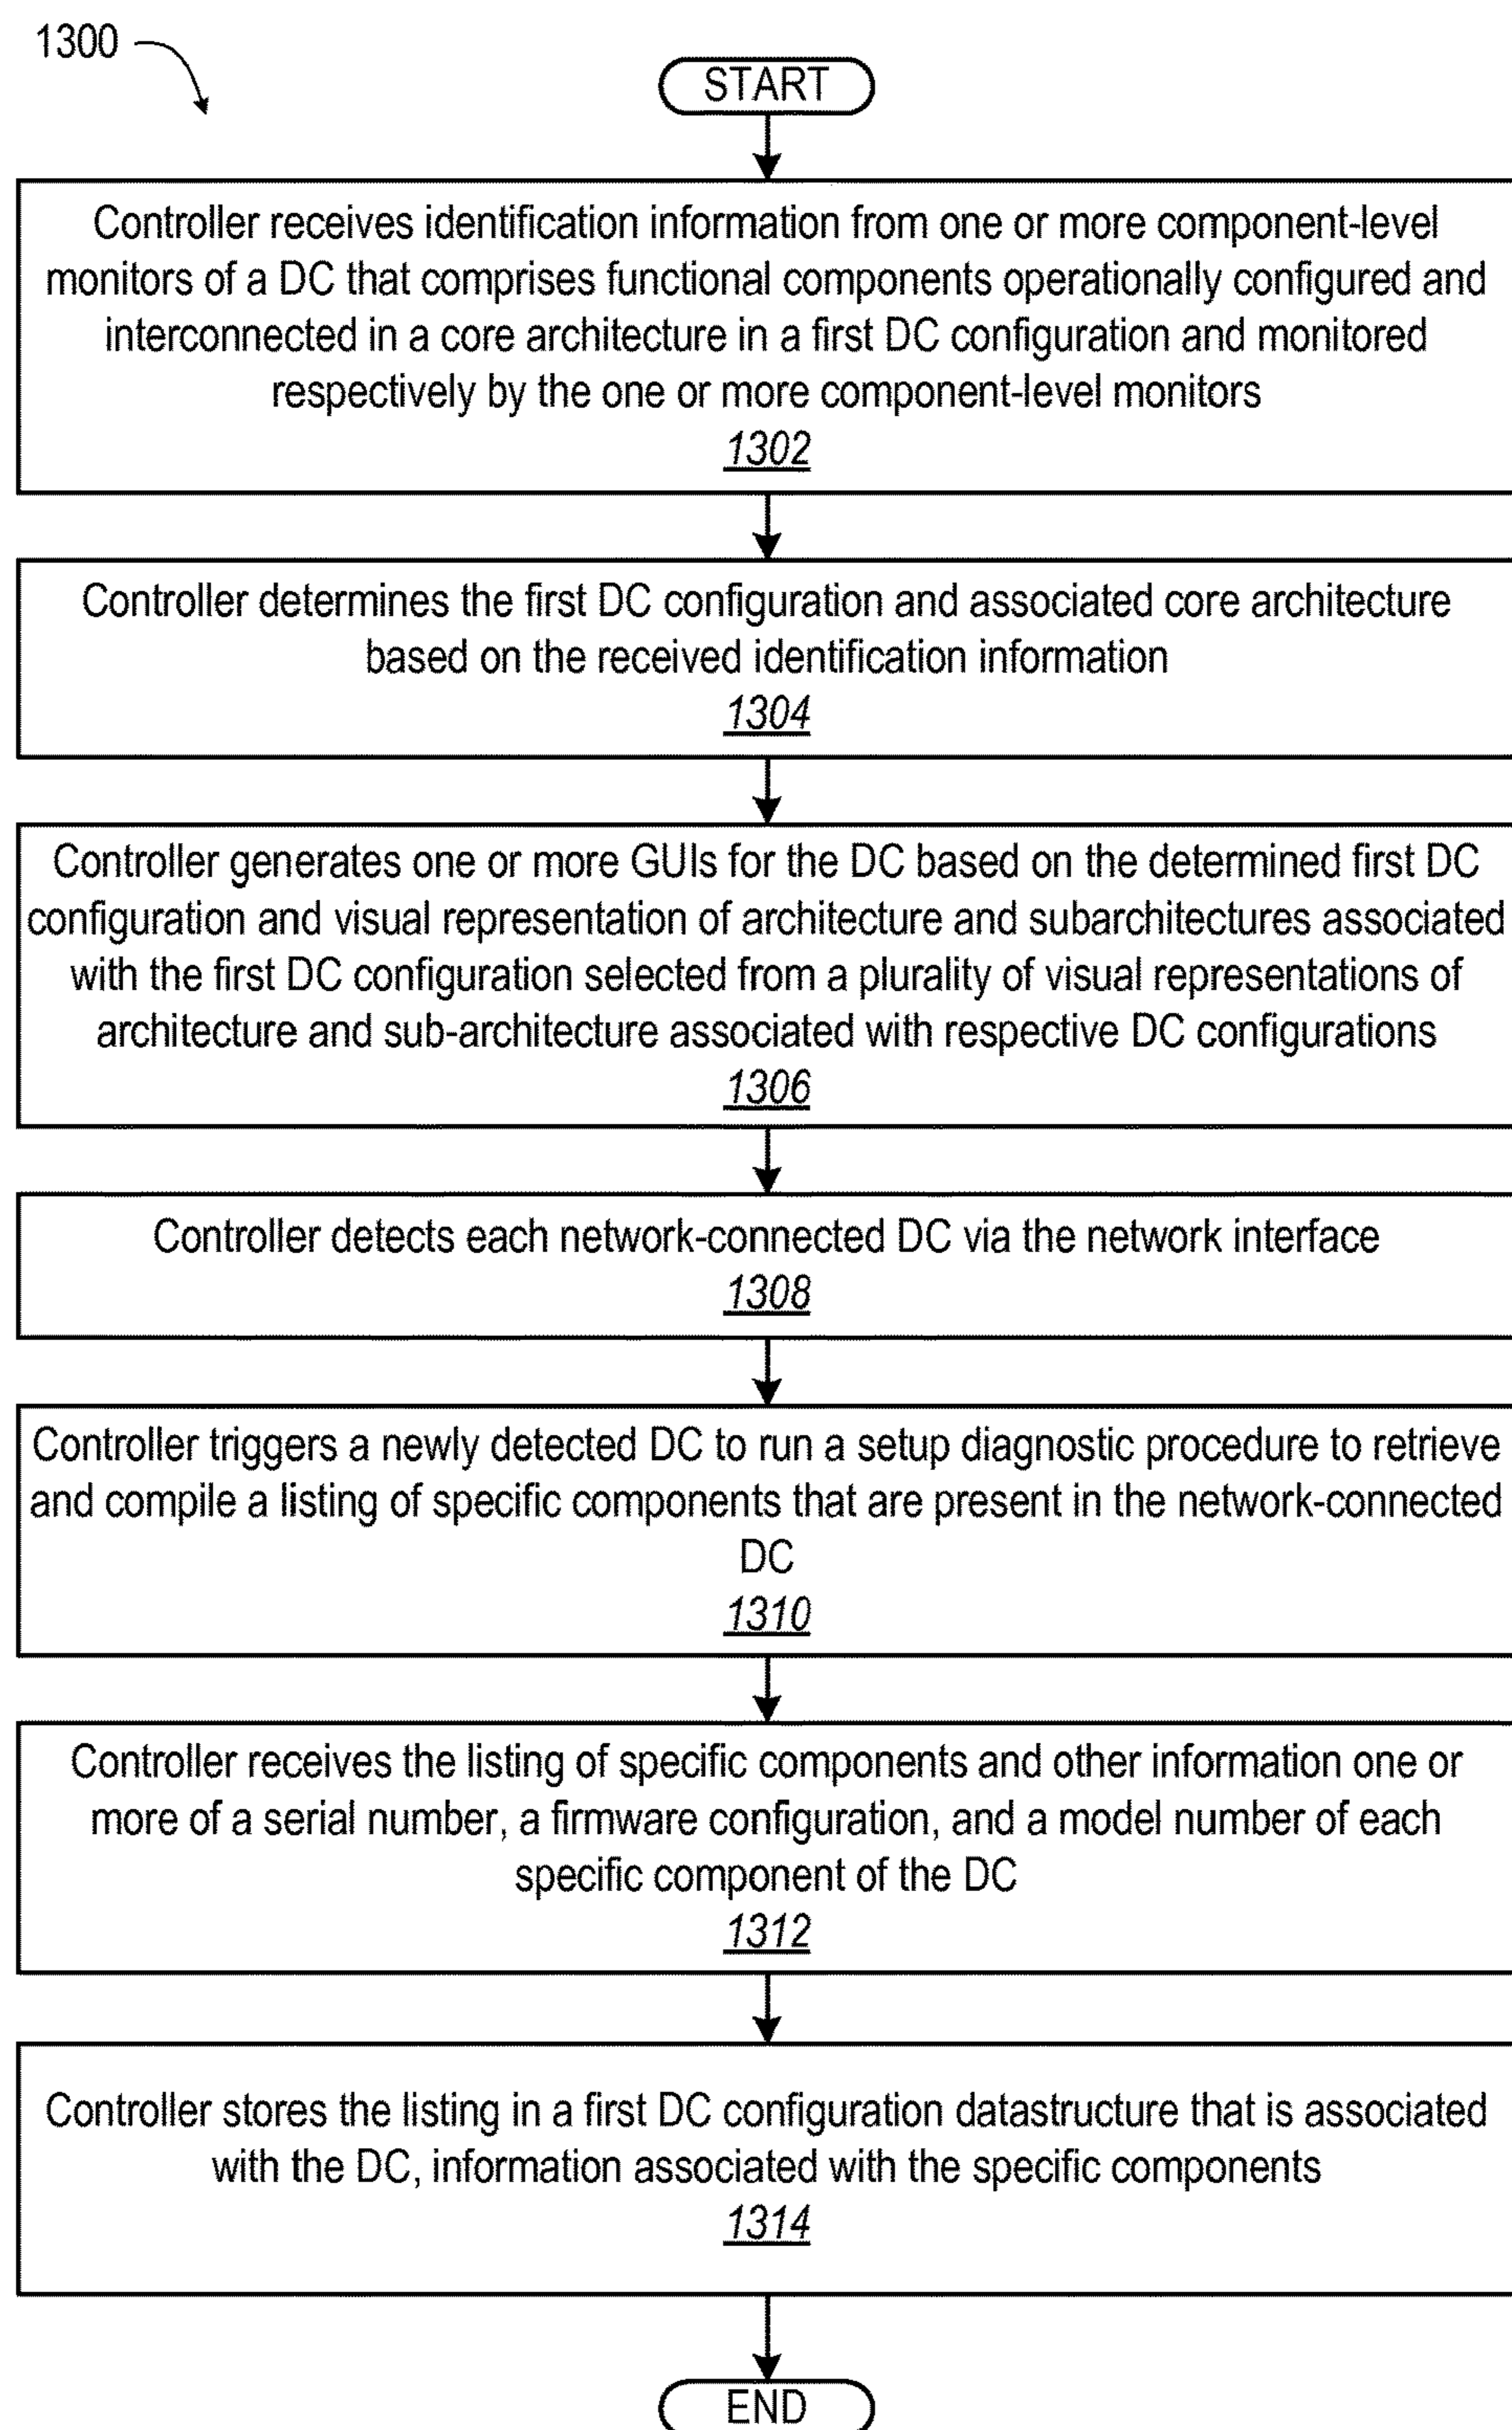 1300
START
Controller receives identification information from one or more component-level
monitors of a DC that comprises functional components operationally configured and
interconnected in a core architecture in a first DC configuration and monitored
respectively by the one or more component-level monitors
1302
Controller determines the first DC configuration and associated core architecture
based on the received identification information
1304
Controller generates one or more GUIs for the DC based on the determined first DC
configuration and visual representation of architecture and subarchitectures associated
with the first DC configuration selected from a plurality of visual representations of
architecture and sub-architecture associated with respective DC configurations
1306
Controller detects each network-connected DC via the network interface
1308
Controller triggers a newly detected DC to run a setup diagnostic procedure to retrieve
and compile a listing of specific components that are present in the network-connected
DC
1310
Controller receives the listing of specific components and other information one or
more of a serial number, a firmware configuration, and a model number of each
specific component of the DC
1312
Controller stores the listing in a first DC configuration datastructure that is associated
with the DC, information associated with the specific components
1314
END